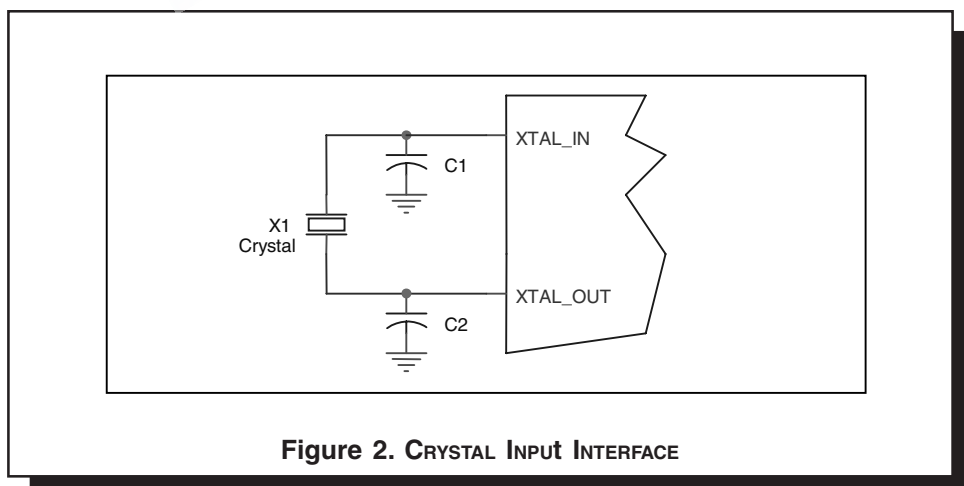 XTAL_IN
C1
X1
Crystal
XTAL_OUT
C2
Figure 2. CRYSTAL INPUt INTERFACE